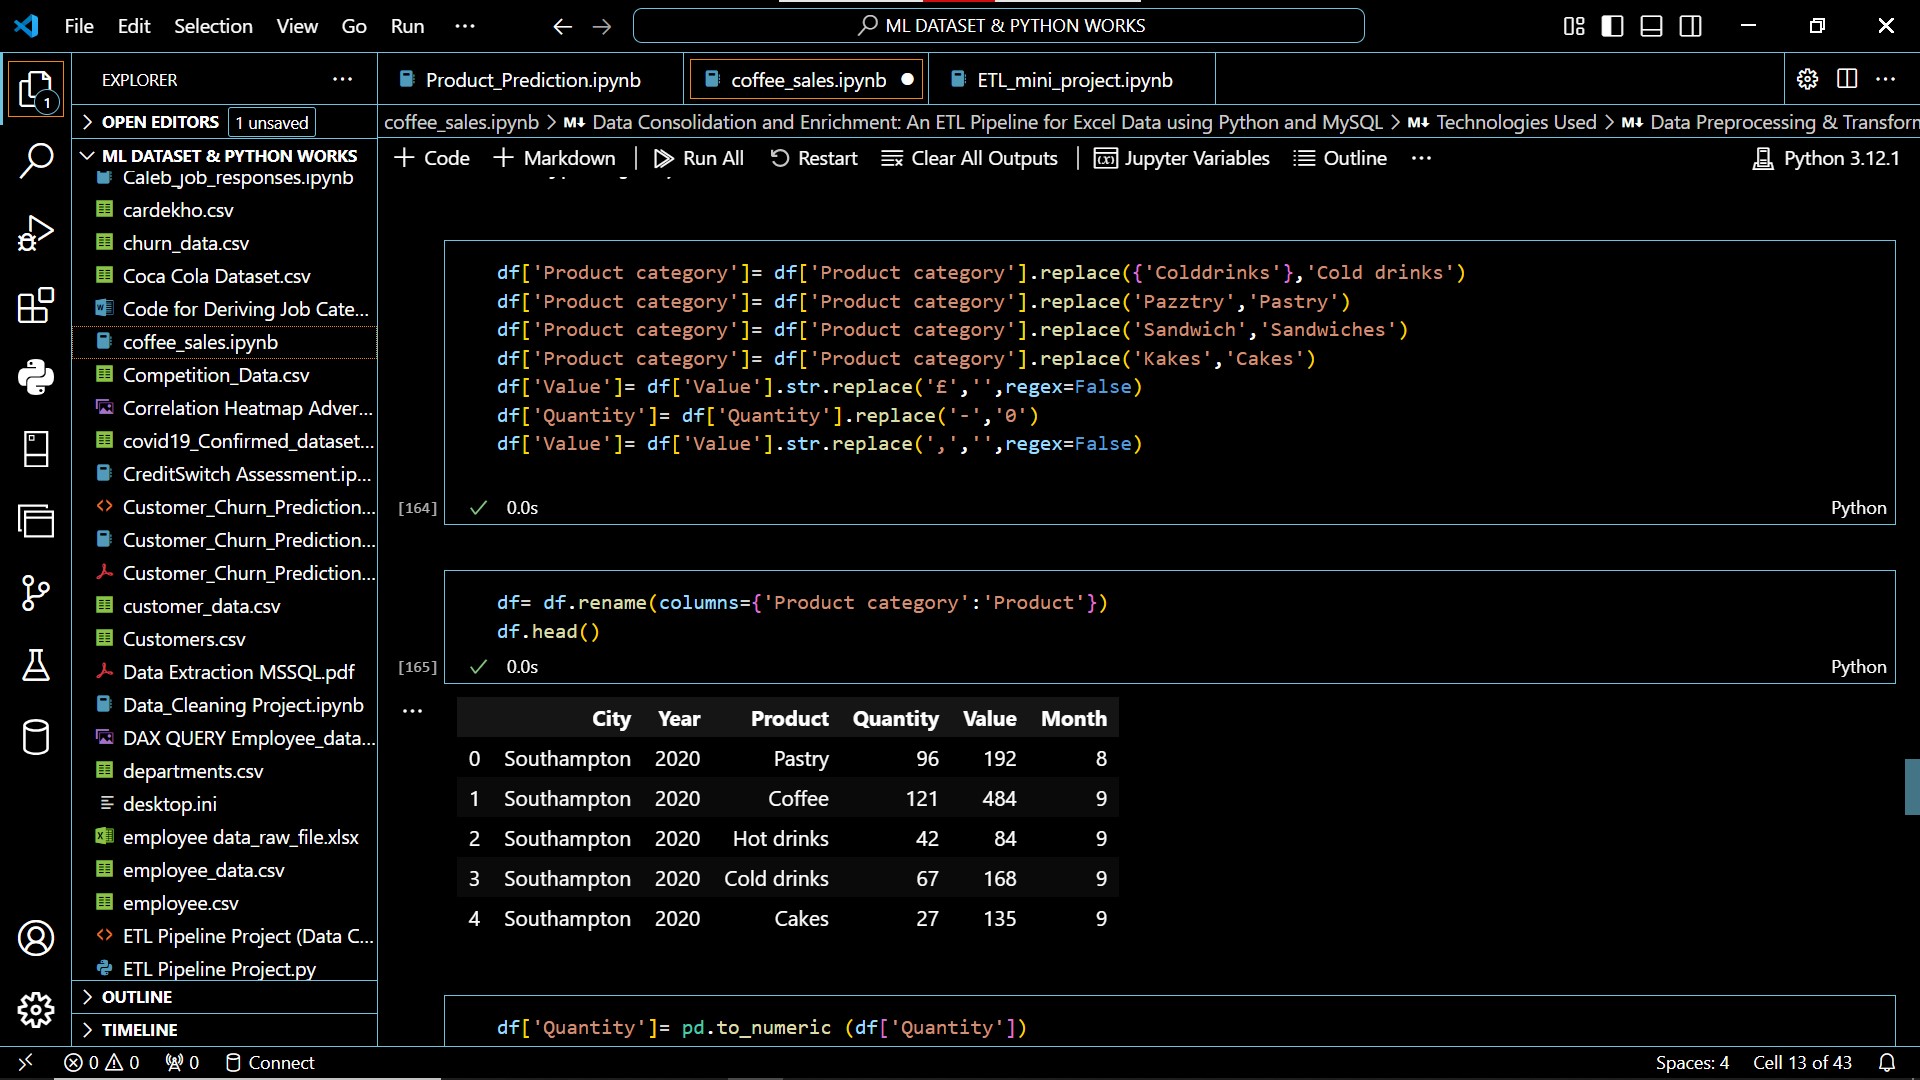 File Edit Selection View Go Run ··· ML DATASET & PYTHON WORKS
EXPLORER ···
Product_Prediction.ipynb coffee_sales.ipynb ETL_mini_project.ipynb ···
1
OPEN EDITORS 1 unsaved
coffee_sales.ipynb > M↓ Data Consolidation and Enrichment: An ETL Pipeline for Excel Data using Python and MySQL > M↓ Technologies Used > M↓ Data Preprocessing & Transforn
ML DATASET & PYTHON WORKS
+ Code + Markdown | Run All Restart Clear All Outputs | Jupyter Variables Outline ··· Python 3.12.1
Caleb_job_responses.ipynb
cardekho.csv
churn_data.csv
Coca Cola Dataset.csv
Code for Deriving Job Cate...
coffee_sales.ipynb
Competition_Data.csv
Correlation Heatmap Adver...
covid19_Confirmed_dataset...
CreditSwitch Assessment.ip...
Customer_Churn_Prediction...
Customer_Churn_Prediction...
Customer_Churn_Prediction...
customer_data.csv
Customers.csv
Data Extraction MSSQL.pdf
Data_Cleaning Project.ipynb
DAX QUERY Employee_data...
departments.csv
desktop.ini
employee data_raw_file.xlsx
employee_data.csv
employee.csv
ETL Pipeline Project (Data C...
ETL Pipeline Project.py
OUTLINE
TIMELINE
df['Product category']= df['Product category'].replace({'Colddrinks'},'Cold drinks')
df['Product category']= df['Product category'].replace('Pazztry','Pastry')
df['Product category']= df['Product category'].replace('Sandwich','Sandwiches')
df['Product category']= df['Product category'].replace('Kakes','Cakes')
df['Value']= df['Value'].str.replace('£','',regex=False)
df['Quantity']= df['Quantity'].replace('-','0')
df['Value']= df['Value'].str.replace(',','',regex=False)
[164] ✓ 0.0s Python
df= df.rename(columns={'Product category':'Product'})
df.head()
[165] ✓ 0.0s Python
···
City Year Product Quantity Value Month
0 Southampton 2020 Pastry 96 192 8
1 Southampton 2020 Coffee 121 484 9
2 Southampton 2020 Hot drinks 42 84 9
3 Southampton 2020 Cold drinks 67 168 9
4 Southampton 2020 Cakes 27 135 9
df['Quantity']= pd.to_numeric (df['Quantity'])
0 0 0 Connect Spaces: 4 Cell 13 of 43